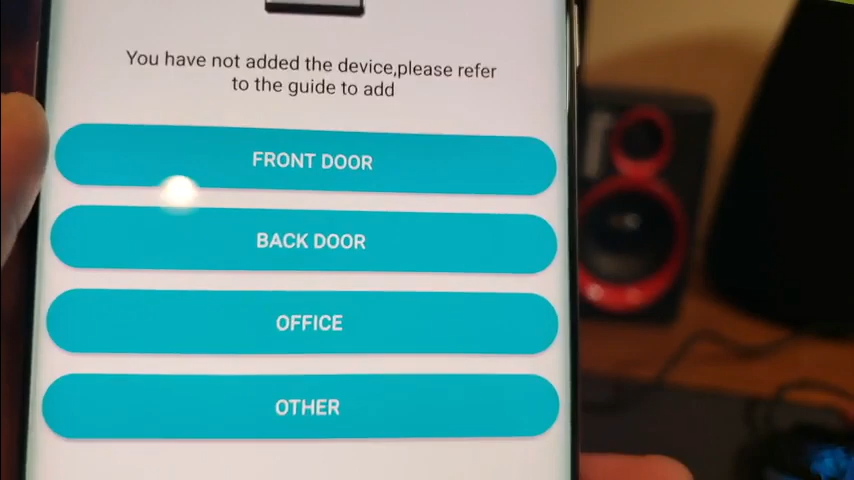 You have not added the device,please refer
to the guide to add
FRONT DOOR
BACK DOOR
OFFICE
OTHER